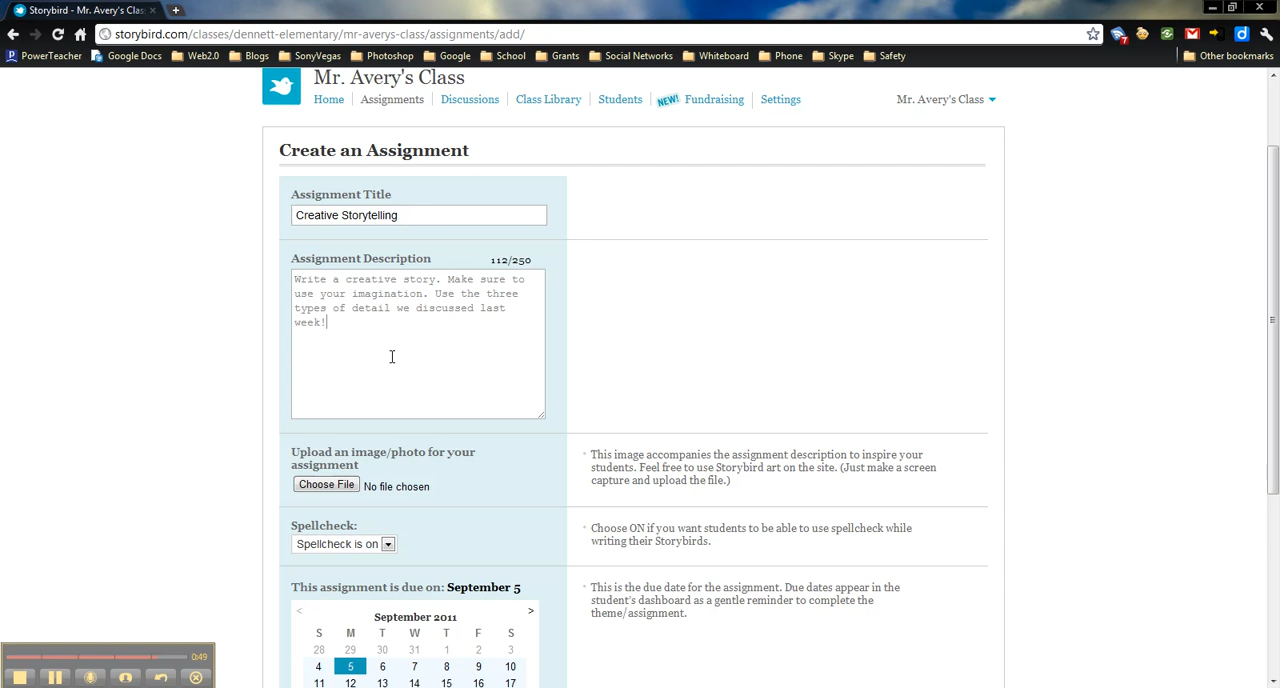 Storybird - Mr. Avery's Clas
storybird.com/classes/dennett-elementary/mr-averys-class/assignments/add/
PowerTeacher Google Docs Web2.0 Blogs SonyVegas Photoshop Google School Grants Social Networks Whiteboard Phone Skype Safety Other bookmarks
Mr. Avery's Class
Home Assignments Discussions Class Library Students NEW! Fundraising Settings Mr. Avery's Class
Create an Assignment
Assignment Title
Creative Storytelling
Assignment Description 112/250
Write a creative story. Make sure to
use your imagination. Use the three
types of detail we discussed last
week!
Upload an image/photo for your
assignment
Choose File No file chosen
This image accompanies the assignment description to inspire your
students. Feel free to use Storybird art on the site. (Just make a screen
capture and upload the file.)
Spellcheck:
Spellcheck is on
Choose ON if you want students to be able to use spellcheck while
writing their Storybirds.
This assignment is due on: September 5
This is the due date for the assignment. Due dates appear in the
student's dashboard as a gentle reminder to complete the
theme/assignment.
< September 2011 >
S M T W T F S
28 29 30 31 1 2 3
4 5 6 7 8 9 10
11 12 13 14 15 16 17
0:49